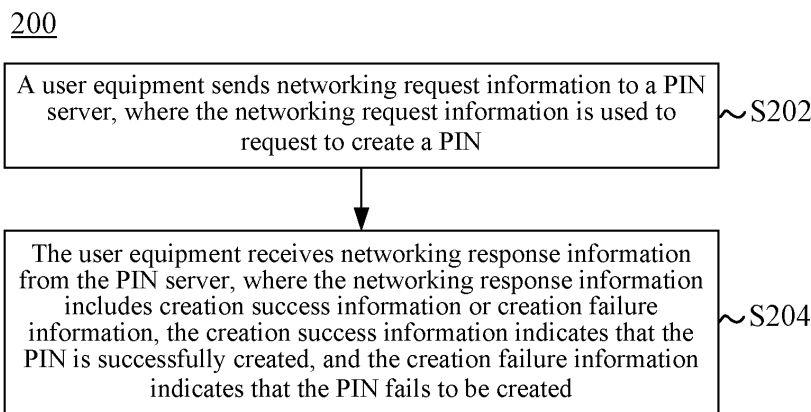 200
A user equipment sends networking request information to a PIN
server, where the networking request information is used to
request to create a PIN
S202
The user equipment receives networking response information
from the PIN server, where the networking response information
includes creation success information or creation failure
information, the creation success information indicates that the
PIN is successfully created, and the creation failure information
indicates that the PIN fails to be created
S204